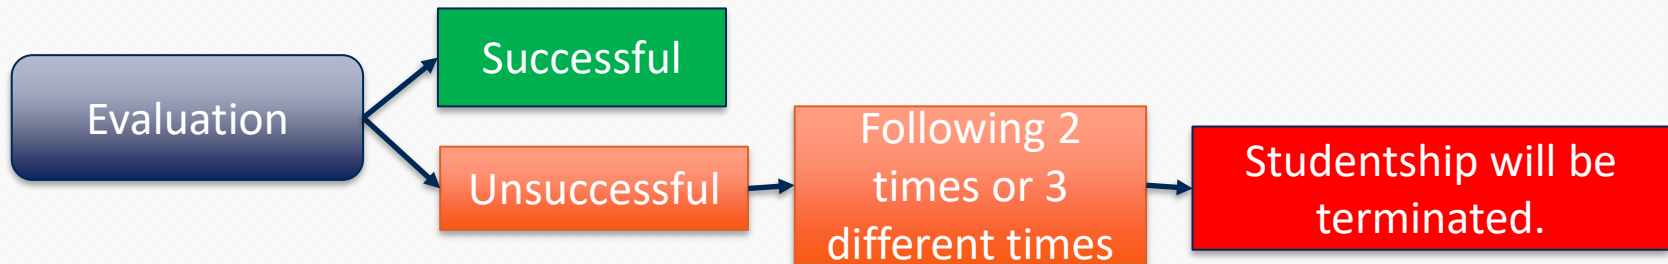 Evaluation
Successful
Unsuccessful
Following 2
times or 3
different times
Studentship will be
terminated.